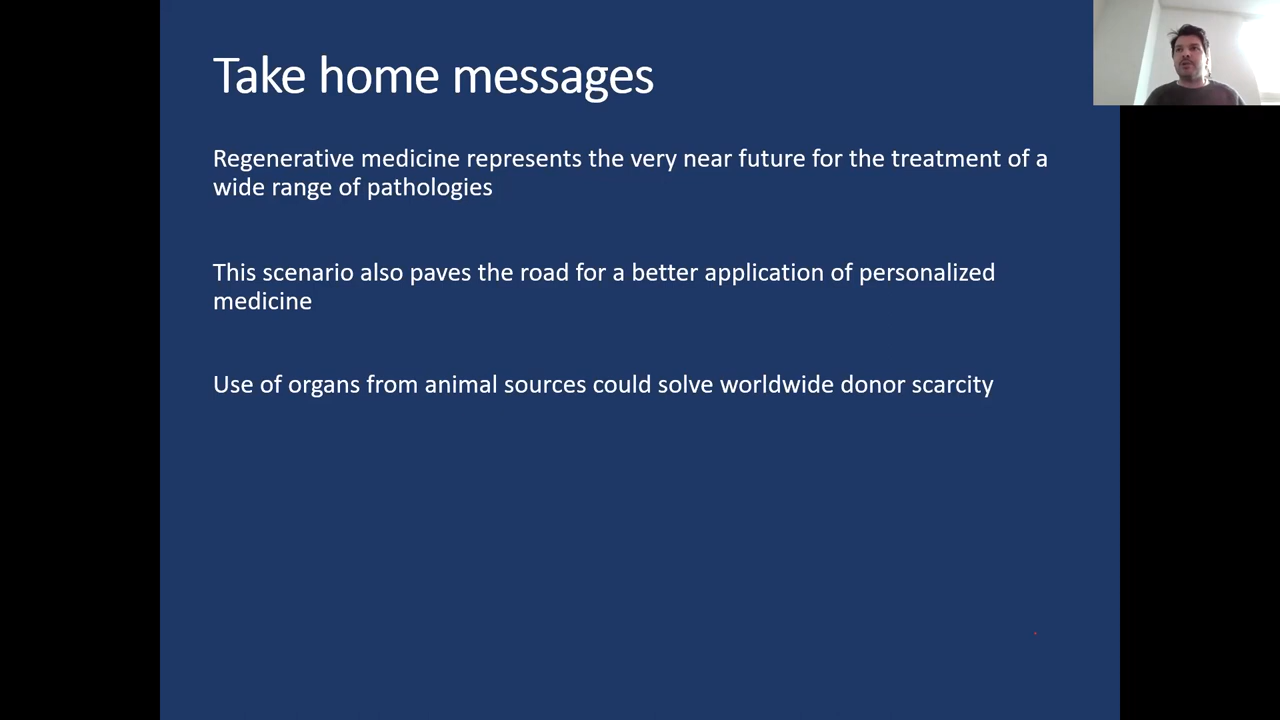 Take home messages
Regenerative medicine represents the very near future for the treatment of a
wide range of pathologies
This scenario also paves the road for a better application of personalized
medicine
Use of organs from animal sources could solve worldwide donor scarcity